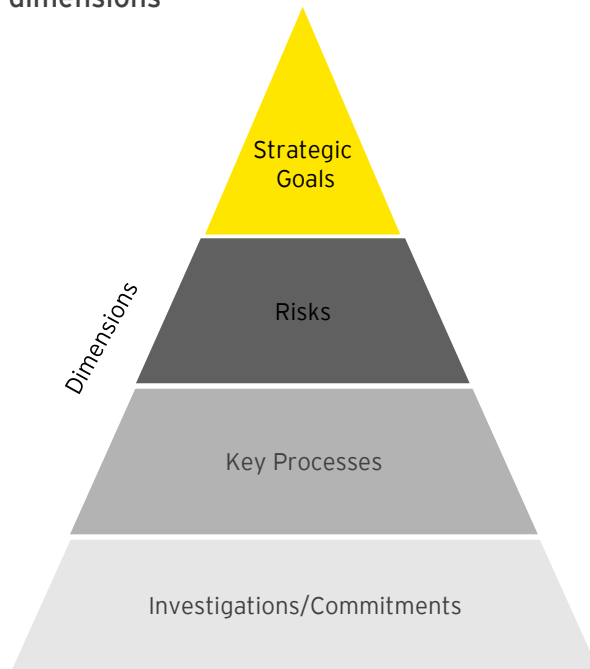 dimensions
Strategic
Goals
Risks
Dimensions
Key Processes
Investigations/Commitments